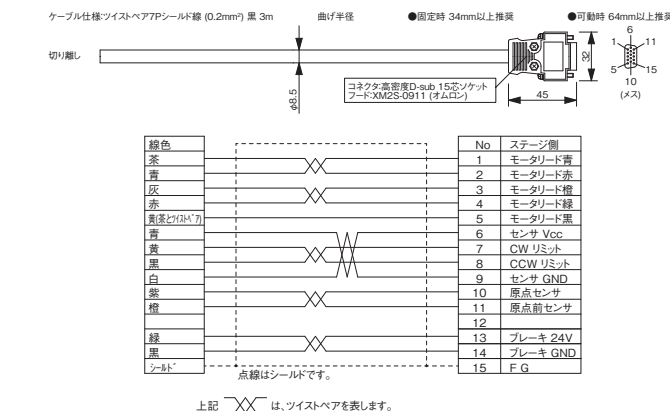 ケーブル仕様:ツイストペア7Pシールド線 (0.2mm²) 黒 3m 曲げ半径 ●固定時 34mm以上推奨 ●可動時 64mm以上推奨
切り離し
φ8.5
コネクタ:高密度D-sub 15芯ソケット
フード:XM2S-0911 (オムロン)
45
32
6
1 11
5 15
10
(メス)
線色 No ステージ側
茶 1 モータリード青
青 2 モータリード赤
灰 3 モータリード橙
赤 4 モータリード緑
黄(茶とツイストペア) 5 モータリード黒
青 6 センサ Vcc
黄 7 CW リミット
黒 8 CCW リミット
白 9 センサ GND
紫 10 原点センサ
橙 11 原点前センサ
12
緑 13 ブレーキ 24V
黒 14 ブレーキ GND
シールド 15 F G
点線はシールドです。
上記 は、ツイストペアを表します。